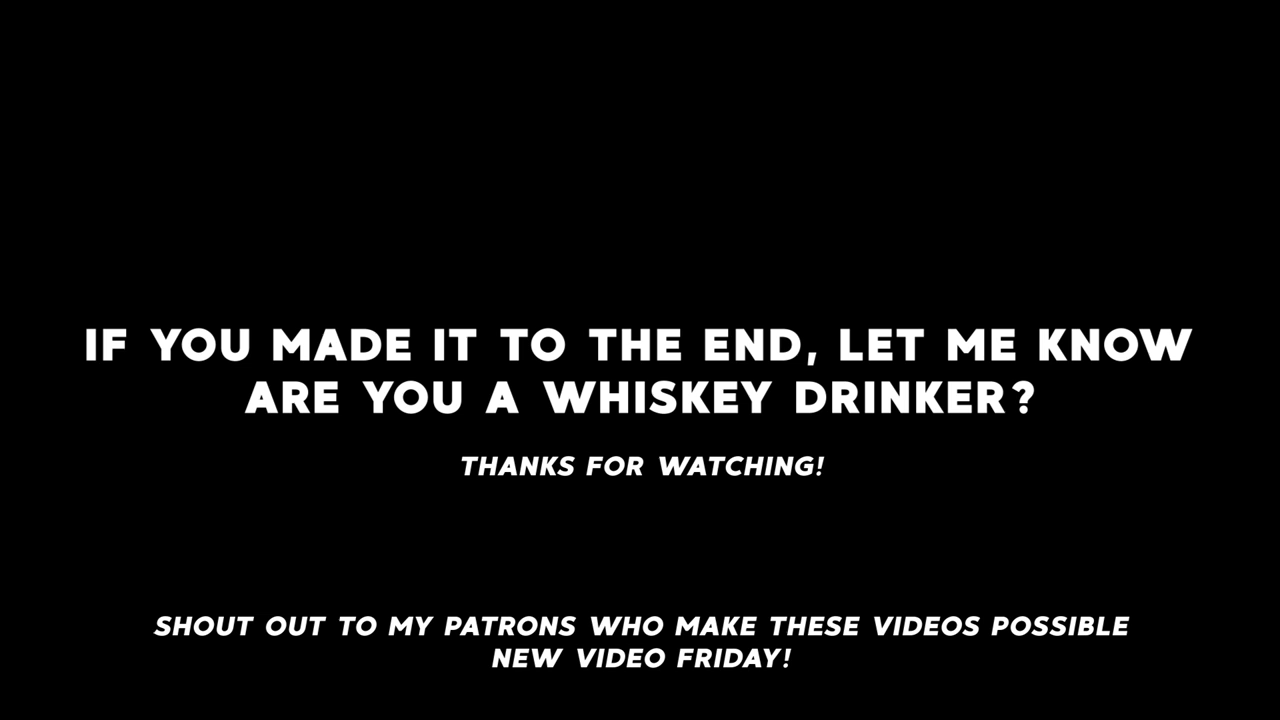 IF YOU MADE IT TO THE END, LET ME KNOW
ARE YOU A WHISKEY DRINKER?
THANKS FOR WATCHING!
SHOUT OUT TO MY PATRONS WHO MAKE THESE VIDEOS POSSIBLE
NEW VIDEO FRIDAY!